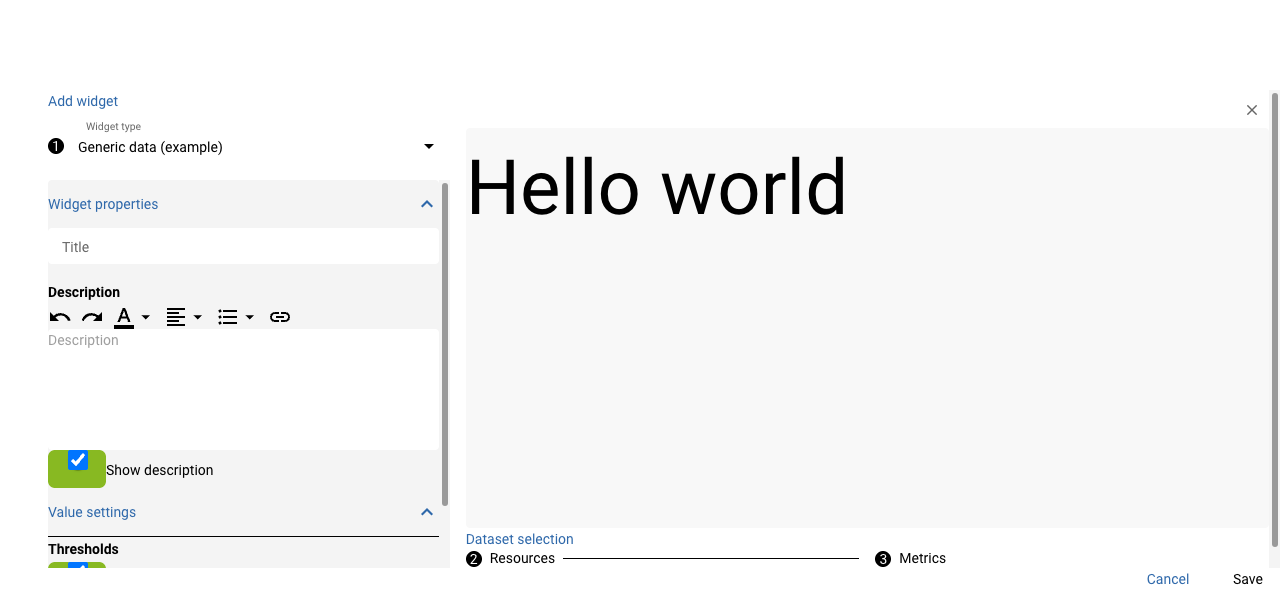 Add widget
Widget type
1 Generic data (example)
Widget properties
Title
Description
A
Description
Show description
Value settings
Thresholds
Hello world
Dataset selection
2 Resources
3 Metrics
Cancel
Save